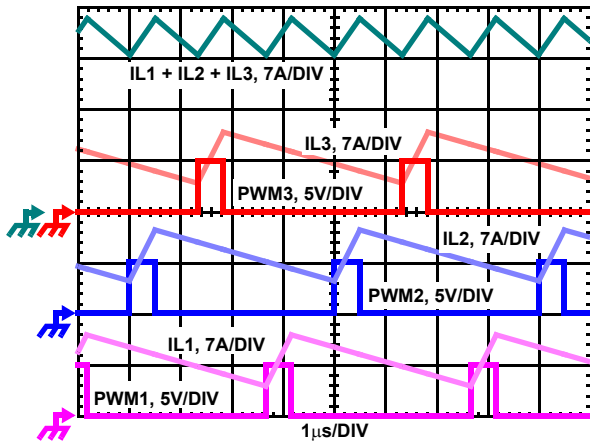 IL1 + IL2 + IL3, 7A/DIV
IL3, 7A/DIV
PWM3, 5V/DIV
IL2, 7A/DIV
PWM2, 5V/DIV
IL1, 7A/DIV
PWM1, 5V/DIV
1μs/DIV